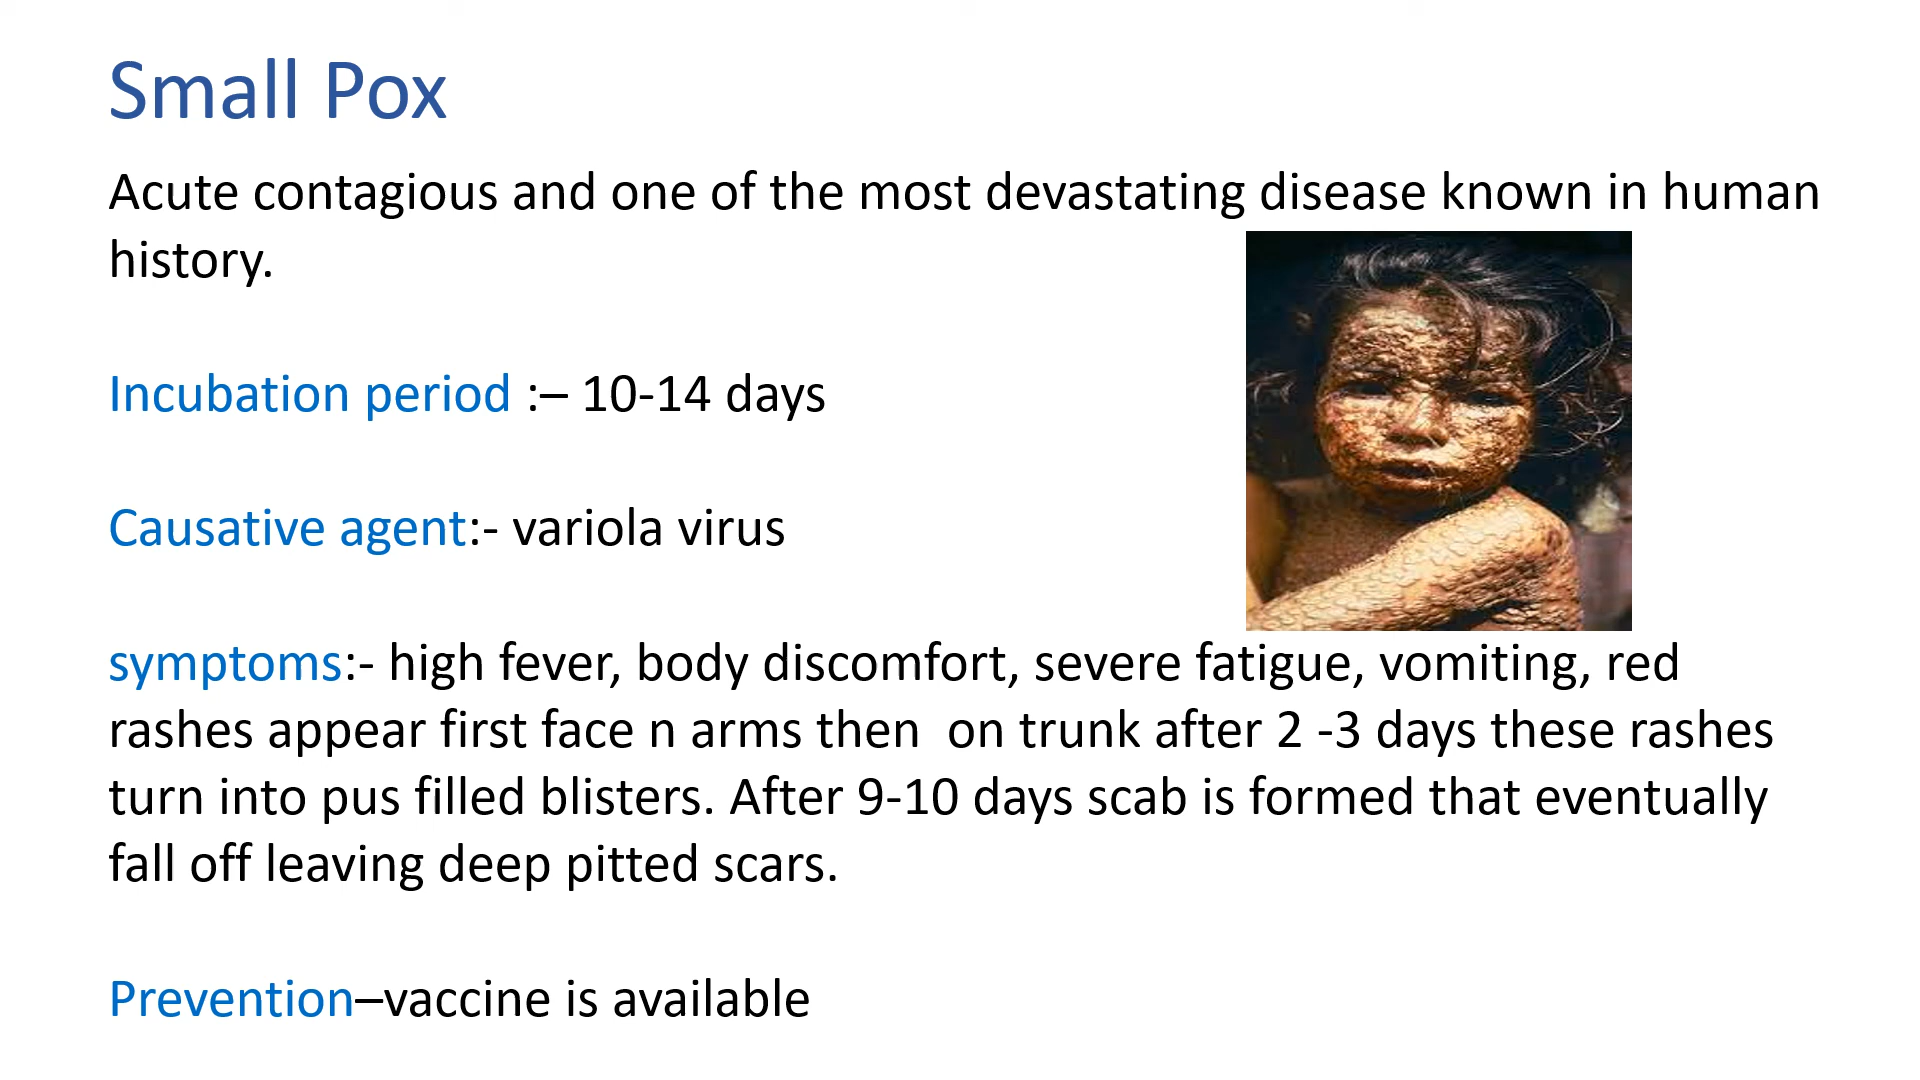 Small Pox
Acute contagious and one of the most devastating disease known in human
history.
Incubation period :– 10-14 days
Causative agent:- variola virus
symptoms:- high fever, body discomfort, severe fatigue, vomiting, red
rashes appear first face n arms then  on trunk after 2 -3 days these rashes
turn into pus filled blisters. After 9-10 days scab is formed that eventually
fall off leaving deep pitted scars.
Prevention–vaccine is available